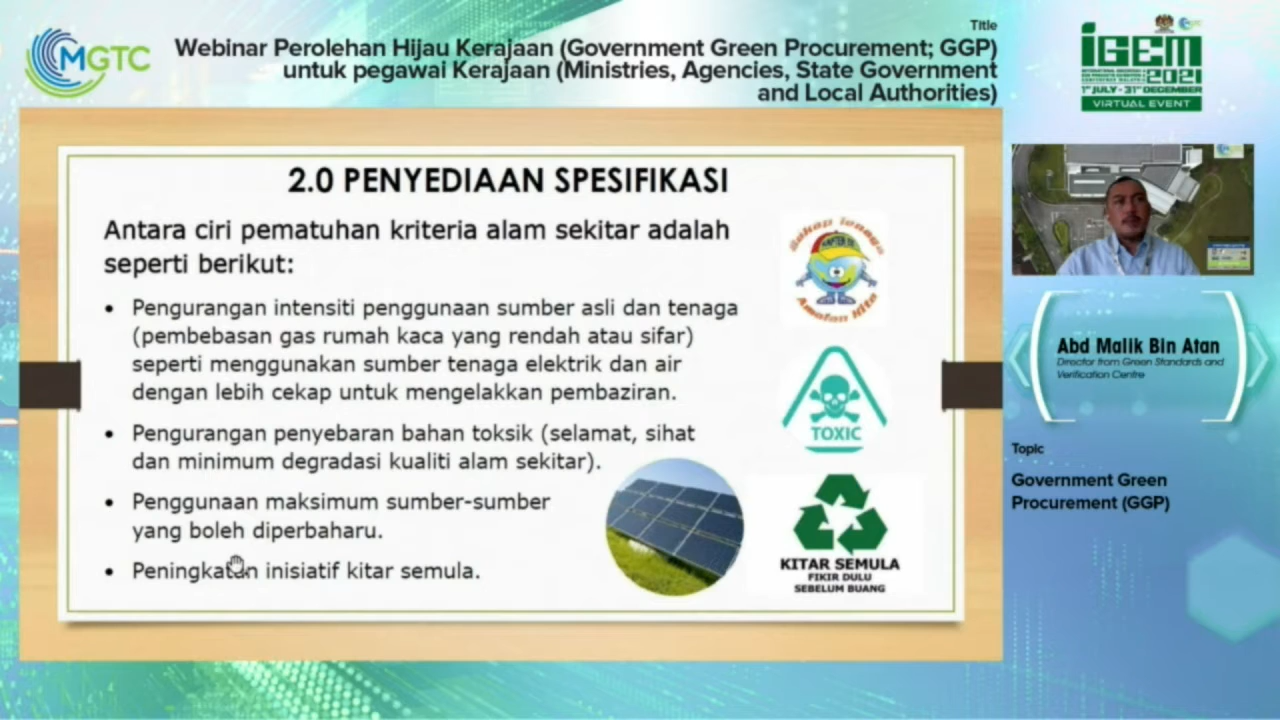 MGTC
Title
Webinar Perolehan Hijau Kerajaan (Government Green Procurement; GGP)
untuk pegawai Kerajaan (Ministries, Agencies, State Government
and Local Authorities)
iGEM
2021
1ST JULY - 31ST DECEMBER
VIRTUAL EVENT
2.0 PENYEDIAAN SPESIFIKASI
Antara ciri pematuhan kriteria alam sekitar adalah
seperti berikut:
• Pengurangan intensiti penggunaan sumber asli dan tenaga
(pembebasan gas rumah kaca yang rendah atau sifar)
seperti menggunakan sumber tenaga elektrik dan air
dengan lebih cekap untuk mengelakkan pembaziran.
• Pengurangan penyebaran bahan toksik (selamat, sihat
dan minimum degradasi kualiti alam sekitar).
• Penggunaan maksimum sumber-sumber
yang boleh diperbaharu.
• Peningkatan inisiatif kitar semula.
Amalan Kita
TOXIC
KITAR SEMULA
FIKIR DULU
SEBELUM BUANG
Abd Malik Bin Atan
Director from Green Standards and
Verification Centre
Topic
Government Green
Procurement (GGP)